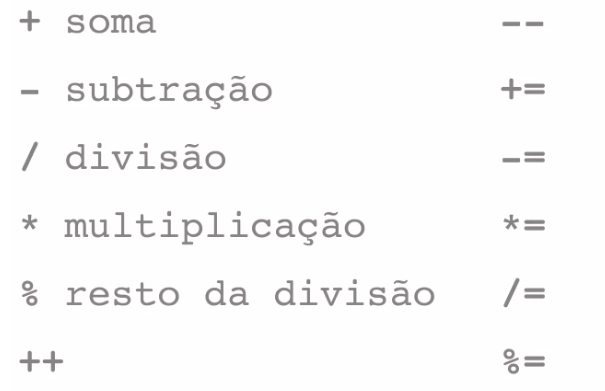 + soma
- subtração
/ divisão
* multiplicação
% resto da divisão
++
--
+=
-=
*=
/=
%=